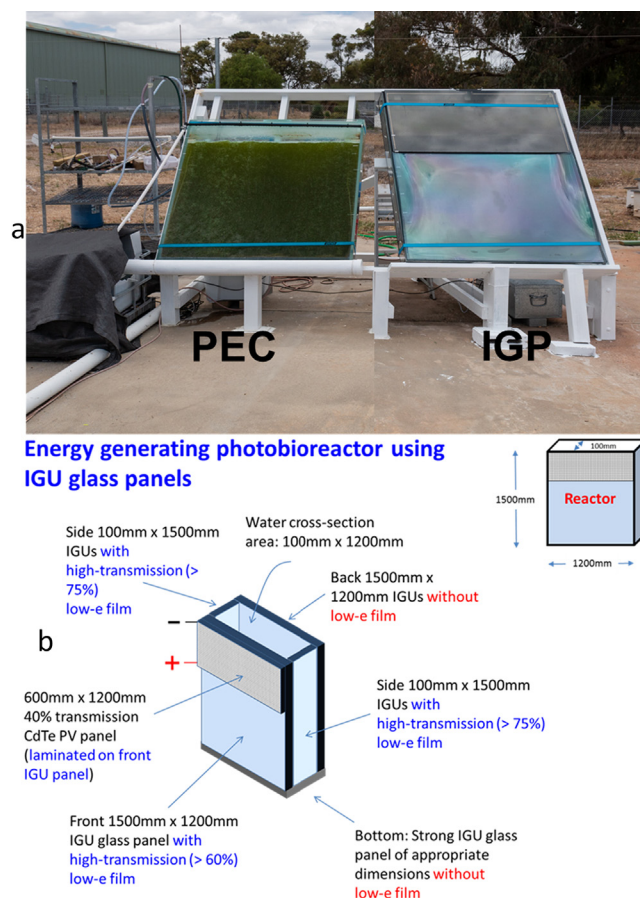 a
PEC
IGP
Energy generating photobioreactor using
IGU glass panels
100mm
1500mm
Reactor
1200mm
Side 100mm x 1500mm
IGUs with
high-transmission (>
75%)
low-e film
Water cross-section
area: 100mm x 1200mm
Back 1500mm x
1200mm IGUs without
low-e film
b
−
+
600mm x 1200mm
40% transmission
CdTe PV panel
(laminated on front
IGU panel)
Side 100mm x 1500mm
IGUs with
high-transmission (> 75%)
low-e film
Front 1500mm x 1200mm
IGU glass panel with
high-transmission (> 60%)
low-e film
Bottom: Strong IGU glass
panel of appropriate
dimensions without
low-e film